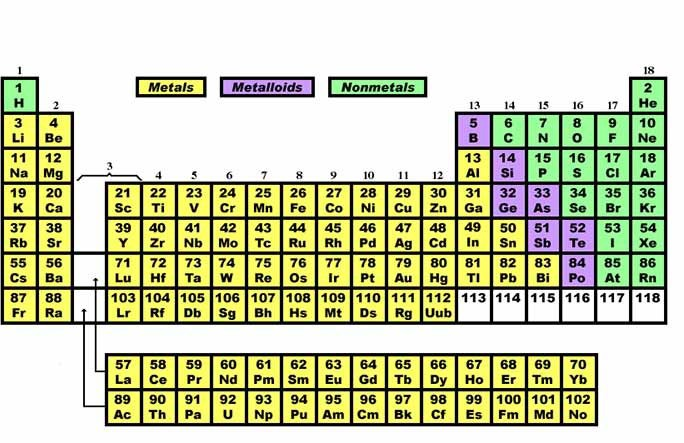 1 18
Metals Metalloids Nonmetals
1 2
H 2 13 14 15 16 17 He
3 4 5 6 7 8 9 10
Li Be B C N O F Ne
11 12 13 14 15 16 17 18
Na Mg 3 4 5 6 7 8 9 10 11 12 Al Si P S Cl Ar
19 20 21 22 23 24 25 26 27 28 29 30 31 32 33 34 35 36
K Ca Sc Ti V Cr Mn Fe Co Ni Cu Zn Ga Ge As Se Br Kr
37 38 39 40 41 42 43 44 45 46 47 48 49 50 51 52 53 54
Rb Sr Y Zr Nb Mo Tc Ru Rh Pd Ag Cd In Sn Sb Te I Xe
55 56 71 72 73 74 75 76 77 78 79 80 81 82 83 84 85 86
Cs Ba Lu Hf Ta W Re Os Ir Pt Au Hg Tl Pb Bi Po At Rn
87 88 103 104 105 106 107 108 109 110 111 112 113 114 115 116 117 118
Fr Ra Lr Rf Db Sg Bh Hs Mt Ds Rg Uub
57 58 59 60 61 62 63 64 65 66 67 68 69 70
La Ce Pr Nd Pm Sm Eu Gd Tb Dy Ho Er Tm Yb
89 90 91 92 93 94 95 96 97 98 99 100 101 102
Ac Th Pa U Np Pu Am Cm Bk Cf Es Fm Md No